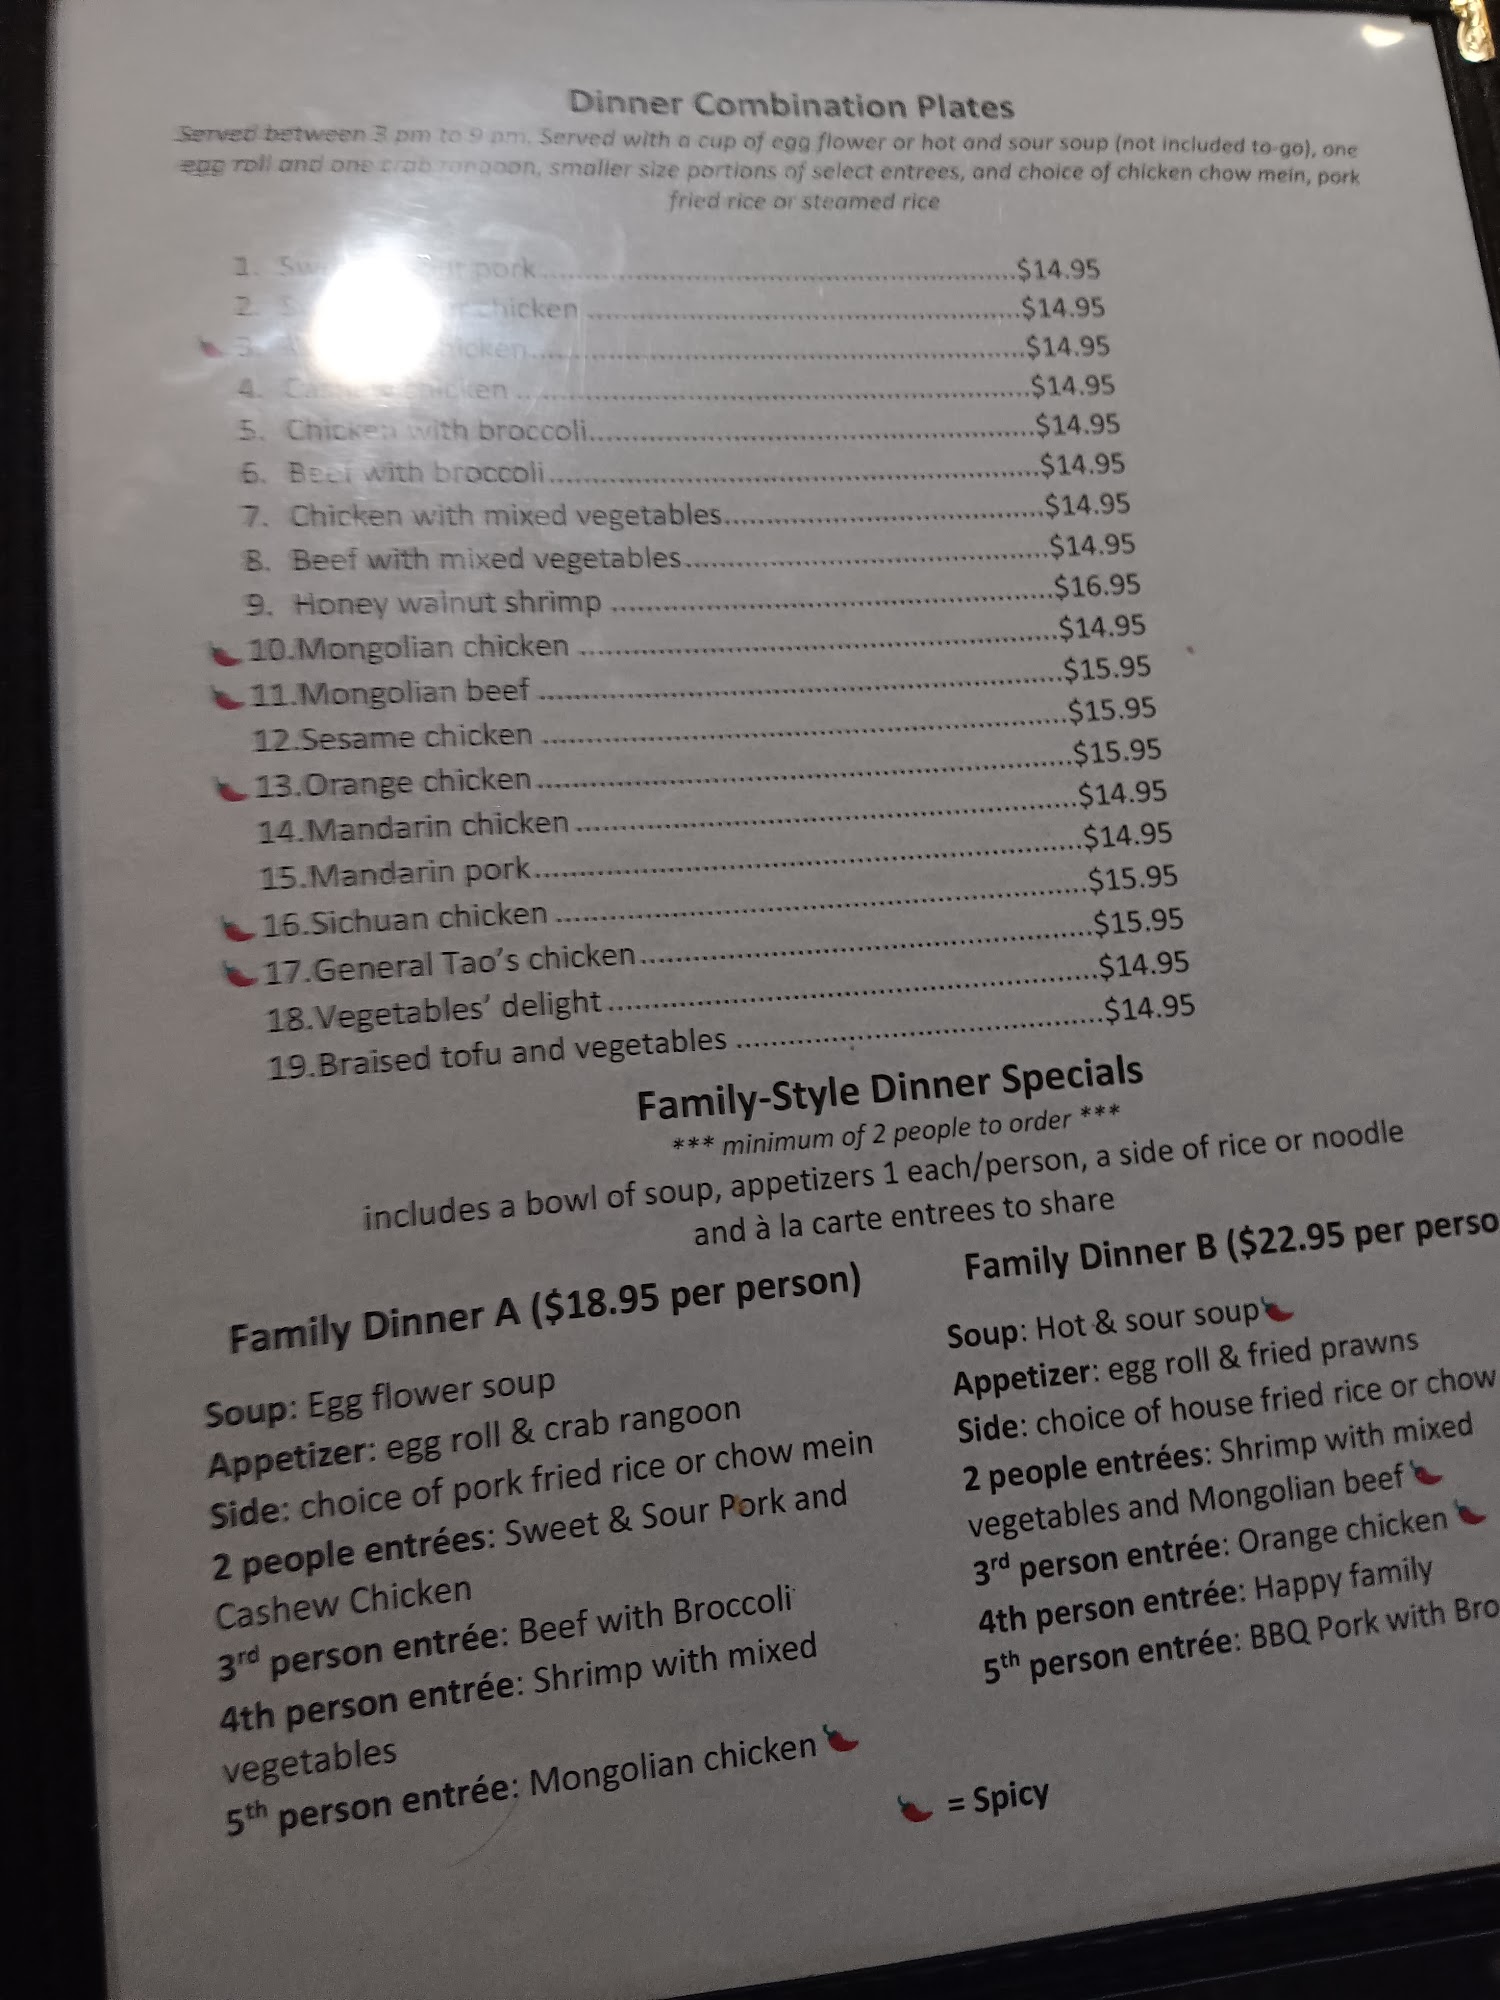 Dinner Combination Plates
Served between 3 pm to 9 pm. Served with a cup of egg flower or hot and sour soup (not included to-go), one
egg roll and one crab rangoon, smaller size portions of select entrees, and choice of chicken chow mein, pork
fried rice or steamed rice
1. pork $14.95
2. chicken $14.95
3. chicken $14.95
4. chicken $14.95
5. Chicken with broccoli $14.95
6. Beef with broccoli $14.95
7. Chicken with mixed vegetables $14.95
8. Beef with mixed vegetables $14.95
9. Honey walnut shrimp $16.95
10.Mongolian chicken $14.95
11.Mongolian beef $15.95
12.Sesame chicken $15.95
13.Orange chicken $15.95
14.Mandarin chicken $14.95
15.Mandarin pork $14.95
16.Sichuan chicken $15.95
17.General Tao's chicken $15.95
18.Vegetables' delight $14.95
19.Braised tofu and vegetables $14.95
Family-Style Dinner Specials
*** minimum of 2 people to order ***
includes a bowl of soup, appetizers 1 each/person, a side of rice or noodle
and à la carte entrees to share
Family Dinner A ($18.95 per person)
Soup: Egg flower soup
Appetizer: egg roll & crab rangoon
Side: choice of pork fried rice or chow mein
2 people entrées: Sweet & Sour Pork and
Cashew Chicken
3rd person entrée: Beef with Broccoli
4th person entrée: Shrimp with mixed
vegetables
5th person entrée: Mongolian chicken
Family Dinner B ($22.95 per perso
Soup: Hot & sour soup
Appetizer: egg roll & fried prawns
Side: choice of house fried rice or chow
2 people entrées: Shrimp with mixed
vegetables and Mongolian beef
3rd person entrée: Orange chicken
4th person entrée: Happy family
5th person entrée: BBQ Pork with Bro
= Spicy